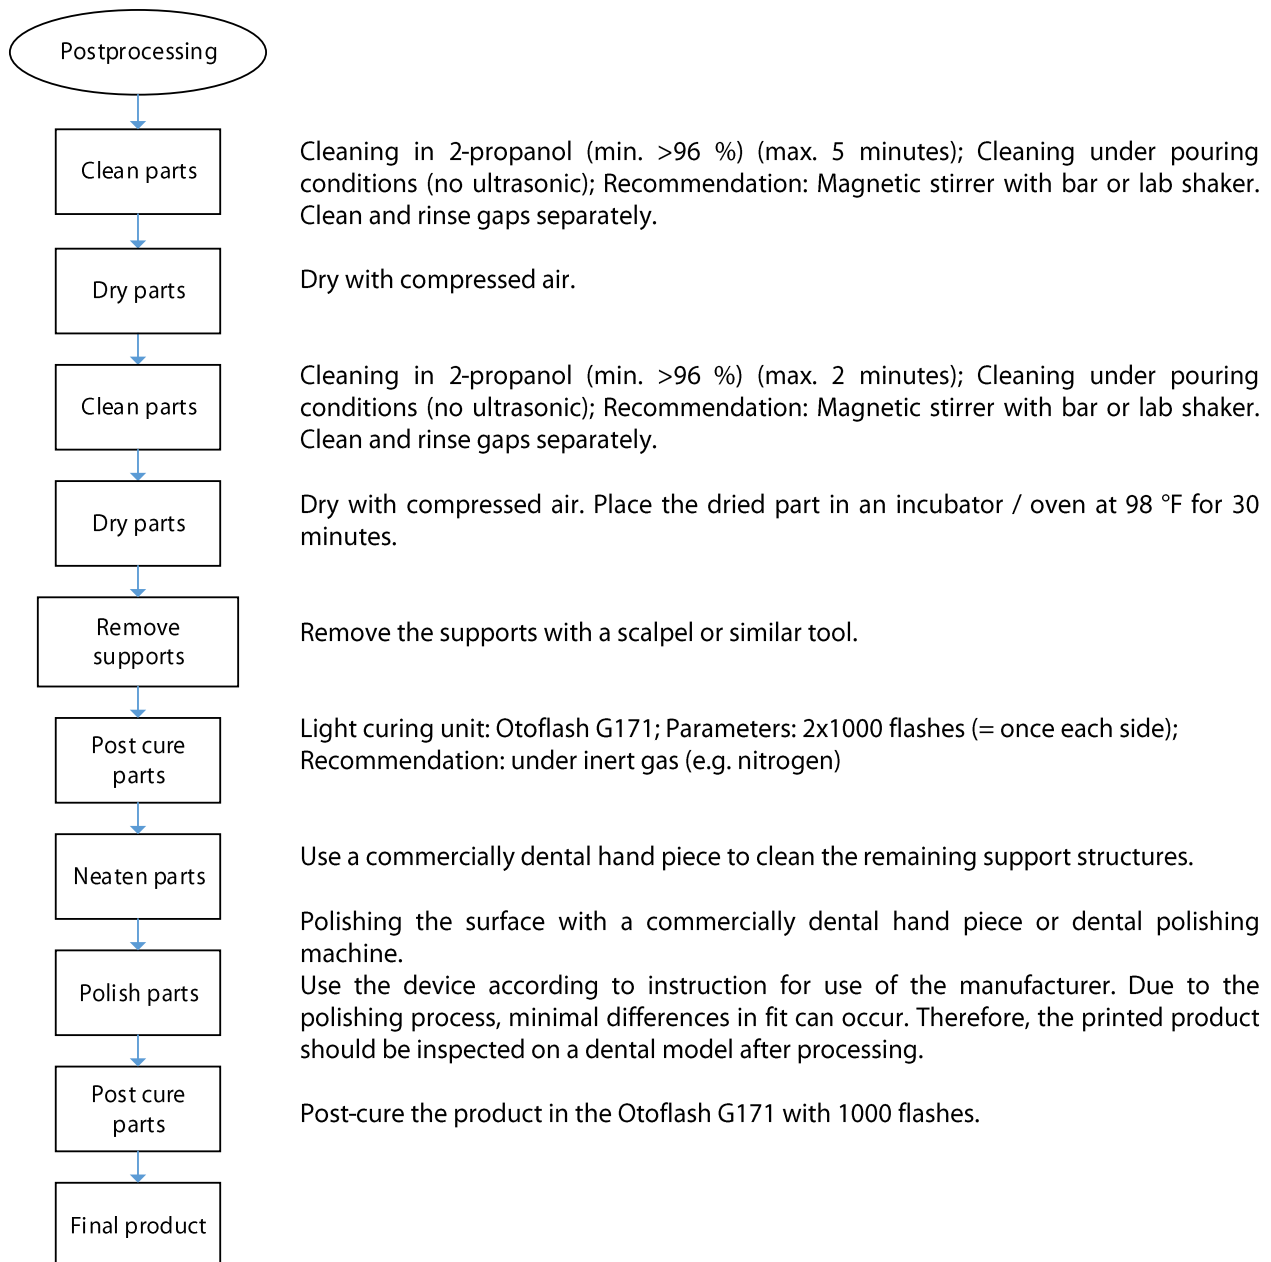 Postprocessing
Clean parts
Cleaning in 2-propanol (min. >96 %) (max. 5 minutes); Cleaning under pouring
conditions (no ultrasonic); Recommendation: Magnetic stirrer with bar or lab shaker.
Clean and rinse gaps separately.
Dry parts
Dry with compressed air.
Clean parts
Cleaning in 2-propanol (min. >96 %) (max. 2 minutes); Cleaning under pouring
conditions (no ultrasonic); Recommendation: Magnetic stirrer with bar or lab shaker.
Clean and rinse gaps separately.
Dry parts
Dry with compressed air. Place the dried part in an incubator / oven at 98 °F for 30
minutes.
Remove
supports
Remove the supports with a scalpel or similar tool.
Post cure
parts
Light curing unit: Otoflash G171; Parameters: 2x1000 flashes (= once each side);
Recommendation: under inert gas (e.g. nitrogen)
Neaten parts
Use a commercially dental hand piece to clean the remaining support structures.
Polish parts
Polishing the surface with a commercially dental hand piece or dental polishing
machine.
Use the device according to instruction for use of the manufacturer. Due to the
polishing process, minimal differences in fit can occur. Therefore, the printed product
should be inspected on a dental model after processing.
Post cure
parts
Post-cure the product in the Otoflash G171 with 1000 flashes.
Final product